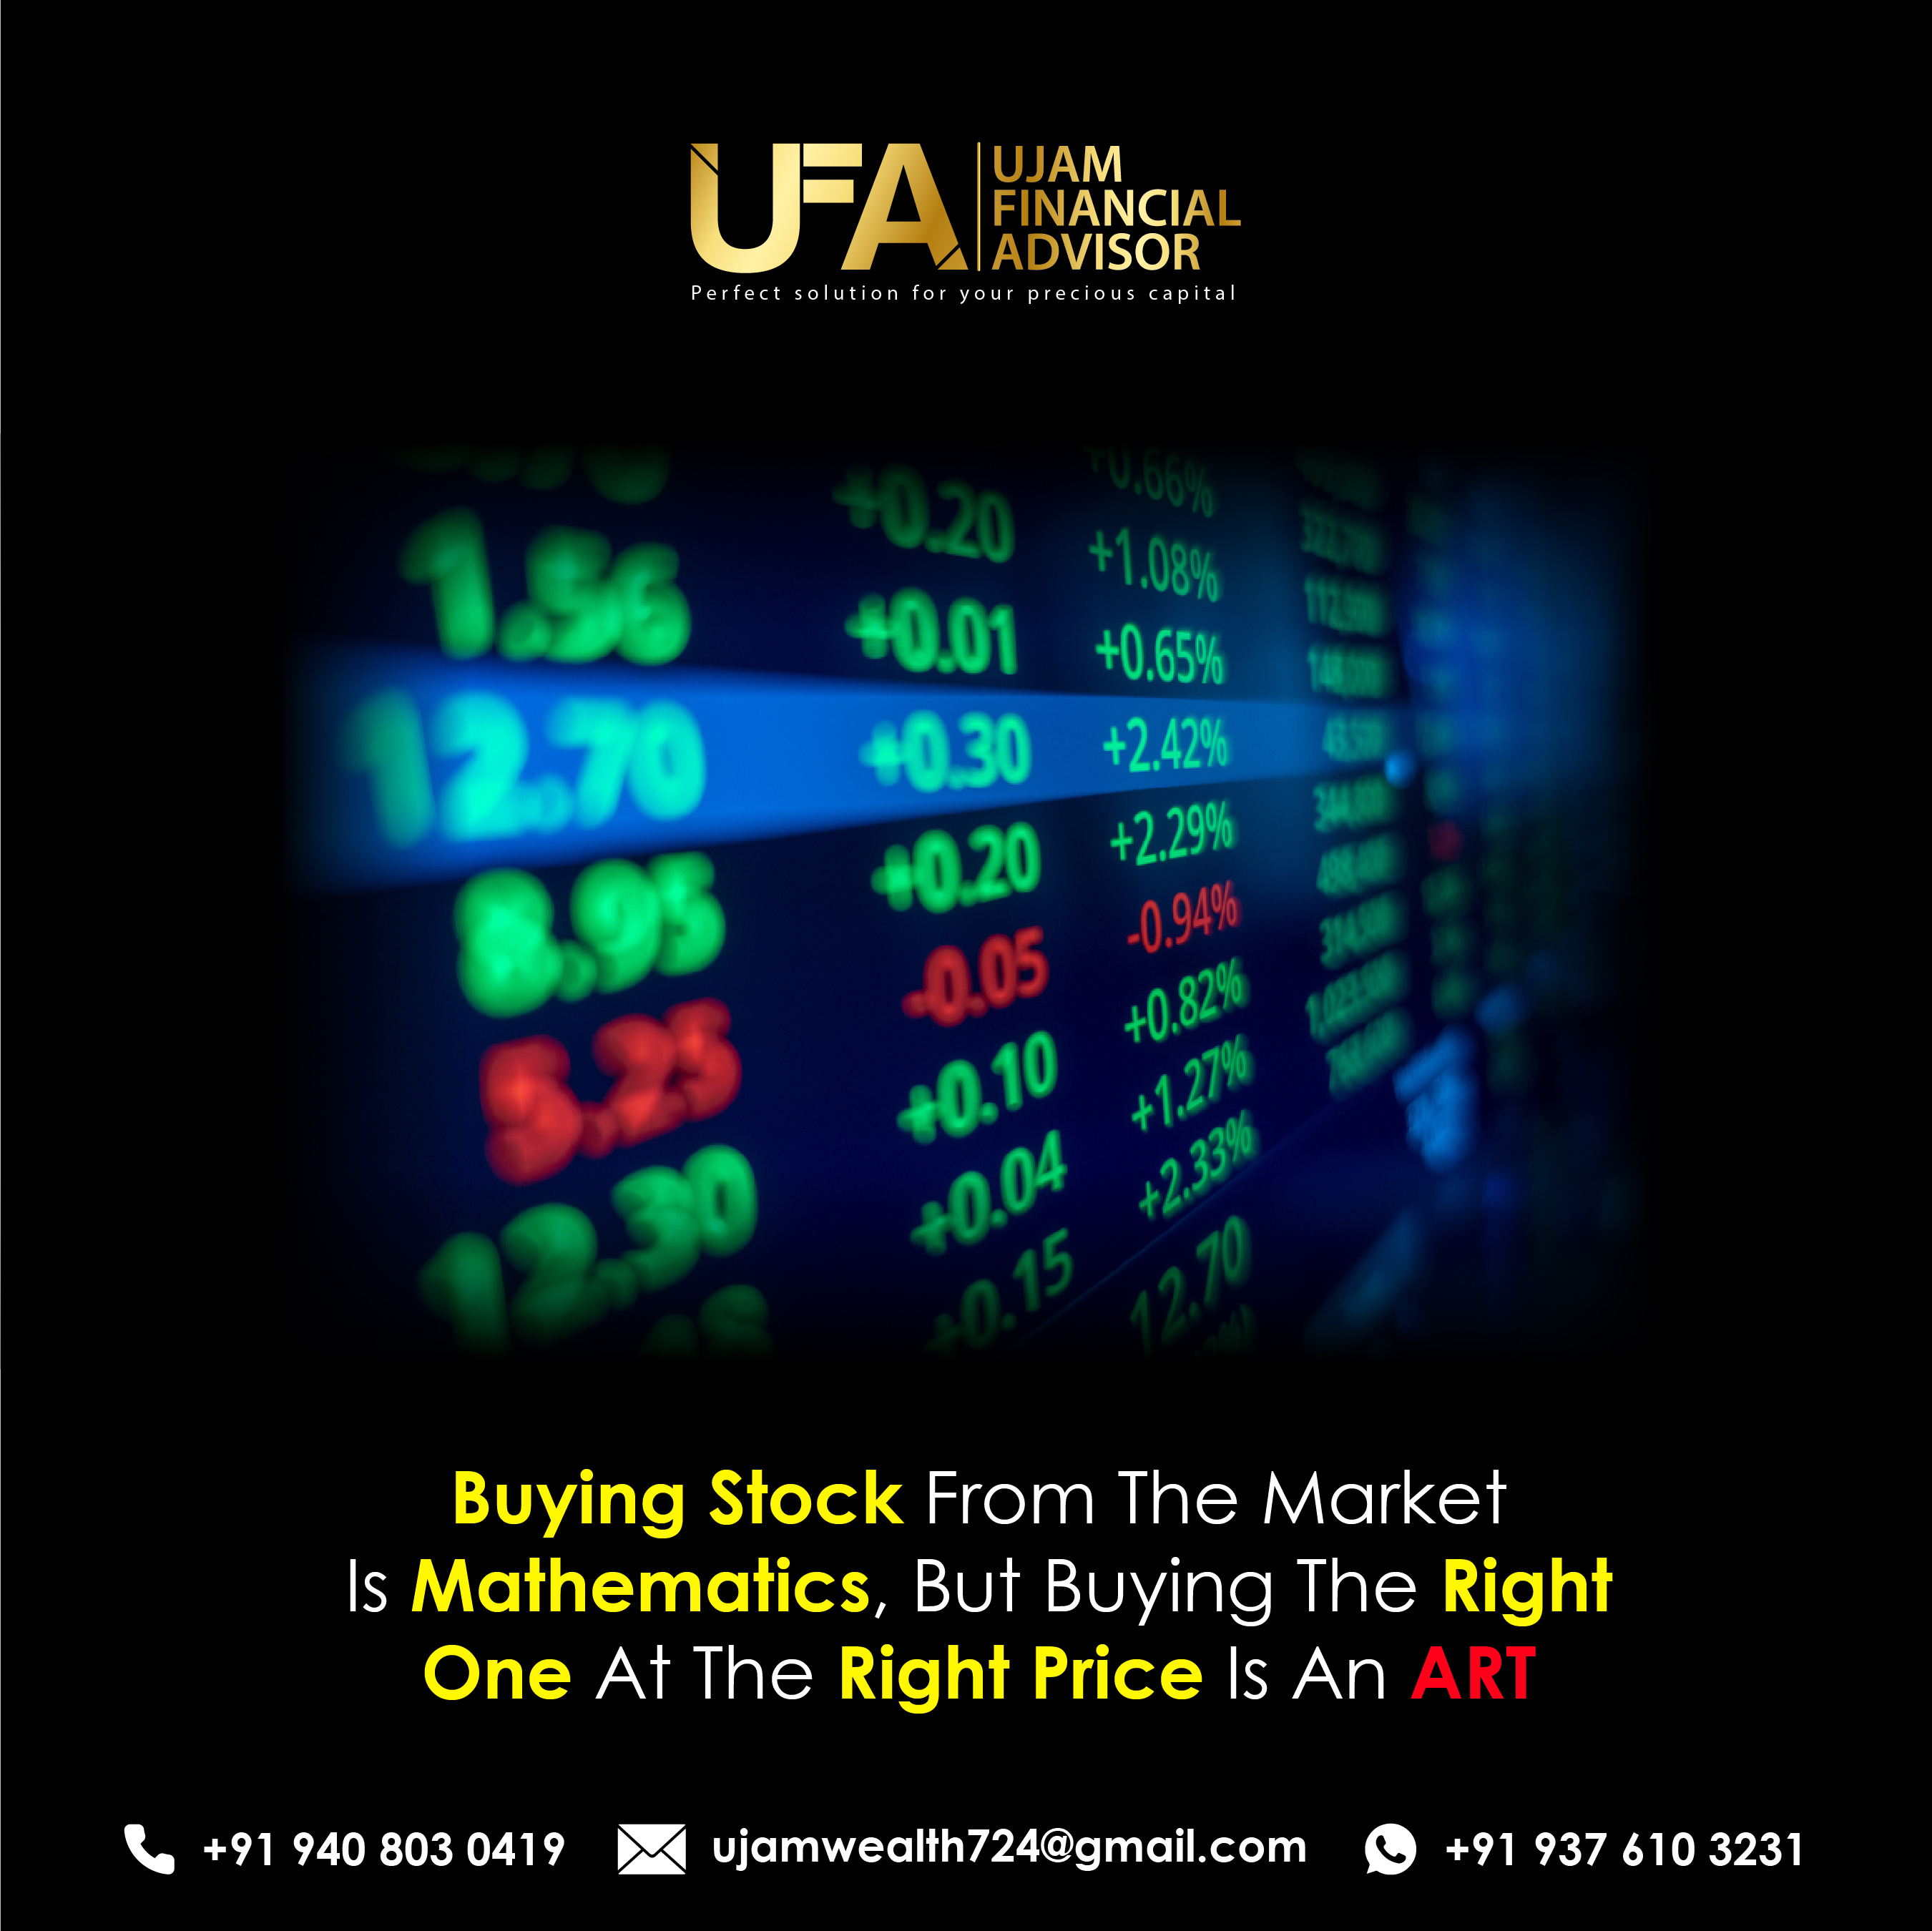 UFA
UJAM
FINANCIAL
ADVISOR
Perfect solution for your precious capital
+0.66%
+0.20
+1.08%
1.56
+0.01
+0.65%
12.70
+0.30
+2.42%
8.95
+0.20
+2.29%
5.25
-0.05
-0.94%
12.30
+0.10
+0.82%
+0.04
+1.27%
+0.15
+2.33%
12.70
Buying Stock From The Market
Is Mathematics, But Buying The Right
One At The Right Price Is An ART
+91 940 803 0419
ujamwealth724@gmail.com
+91 937 610 3231